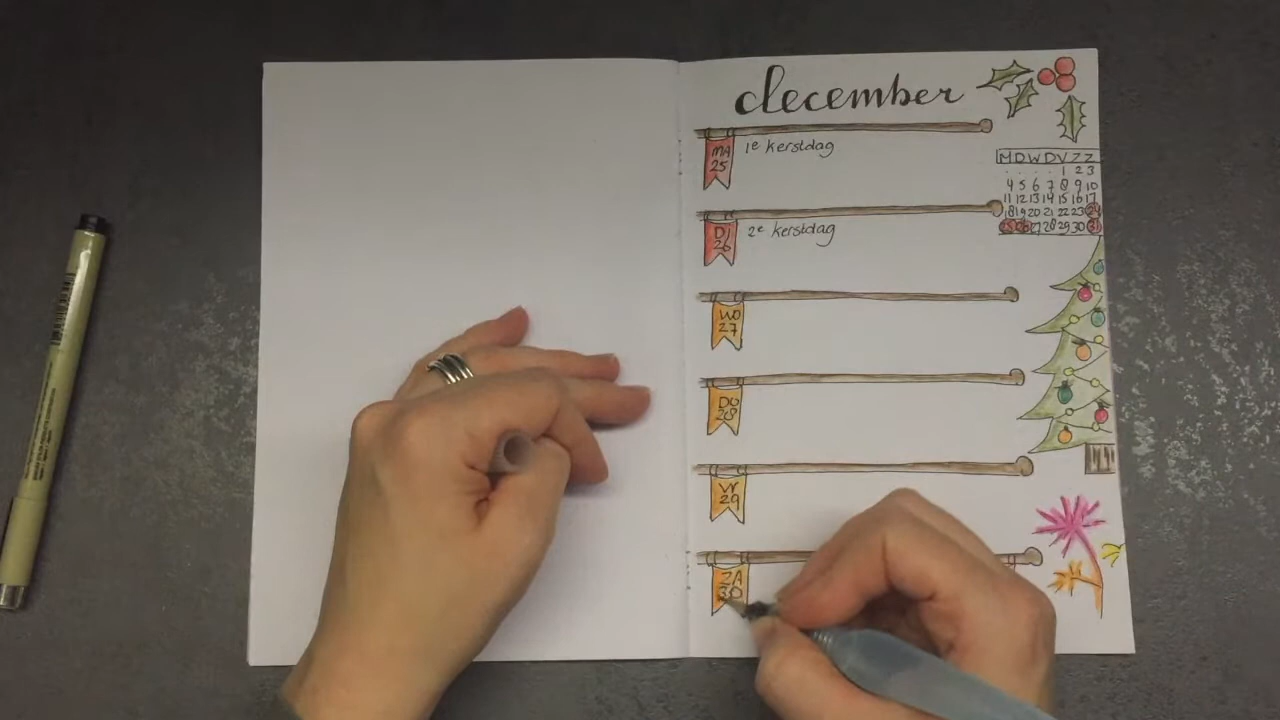 december
MA
25
1e kerstdag
DI
26
2e kerstdag
WO
27
DO
28
VR
29
ZA
30
M D W D V Z Z
1 2 3
4 5 6 7 8 9 10
11 12 13 14 15 16 17
18 19 20 21 22 23 24
25 26 27 28 29 30 31